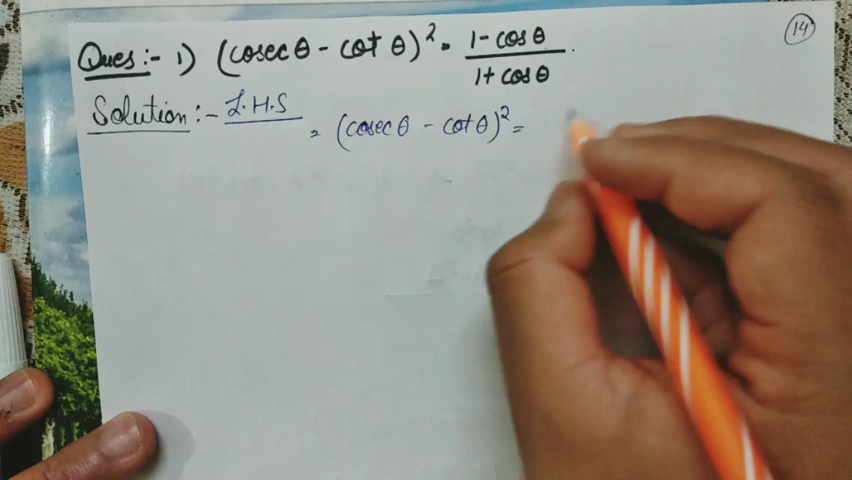 14
Ques:- 1) (cosec θ - cot θ)² = 1 - cos θ / 1 + cos θ .
Solution:- L.H.S
= (cosec θ - cot θ)² =